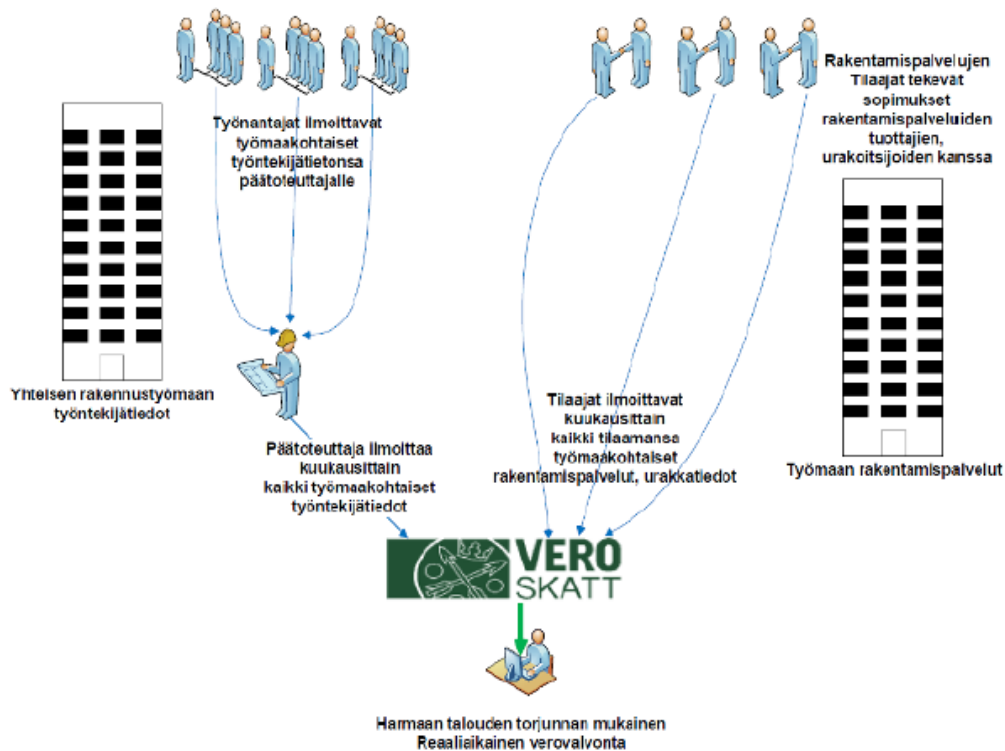 Rakentamispalvelujen
Tilaajat tekevät
sopimukset
rakentamispalveluiden
tuottajien,
urakoitsijoiden kanssa
Työnantajat ilmoittavat
työmaakohtaiset
työntekijätietonsa
päätoteuttajalle
Yhteisen rakennustyömaan
työntekijätiedot
Päätoteuttaja ilmoittaa
kuukausittain
kaikki työmaakohtaiset
työntekijätiedot
Tilaajat ilmoittavat
kuukausittain
kaikki tilaamansa
työmaakohtaiset
rakentamispalvelut, urakkatiedot
Työmaan rakentamispalvelut
VERO
SKATT
Harmaan talouden torjunnan mukainen
Reaaliaikainen verovalvonta